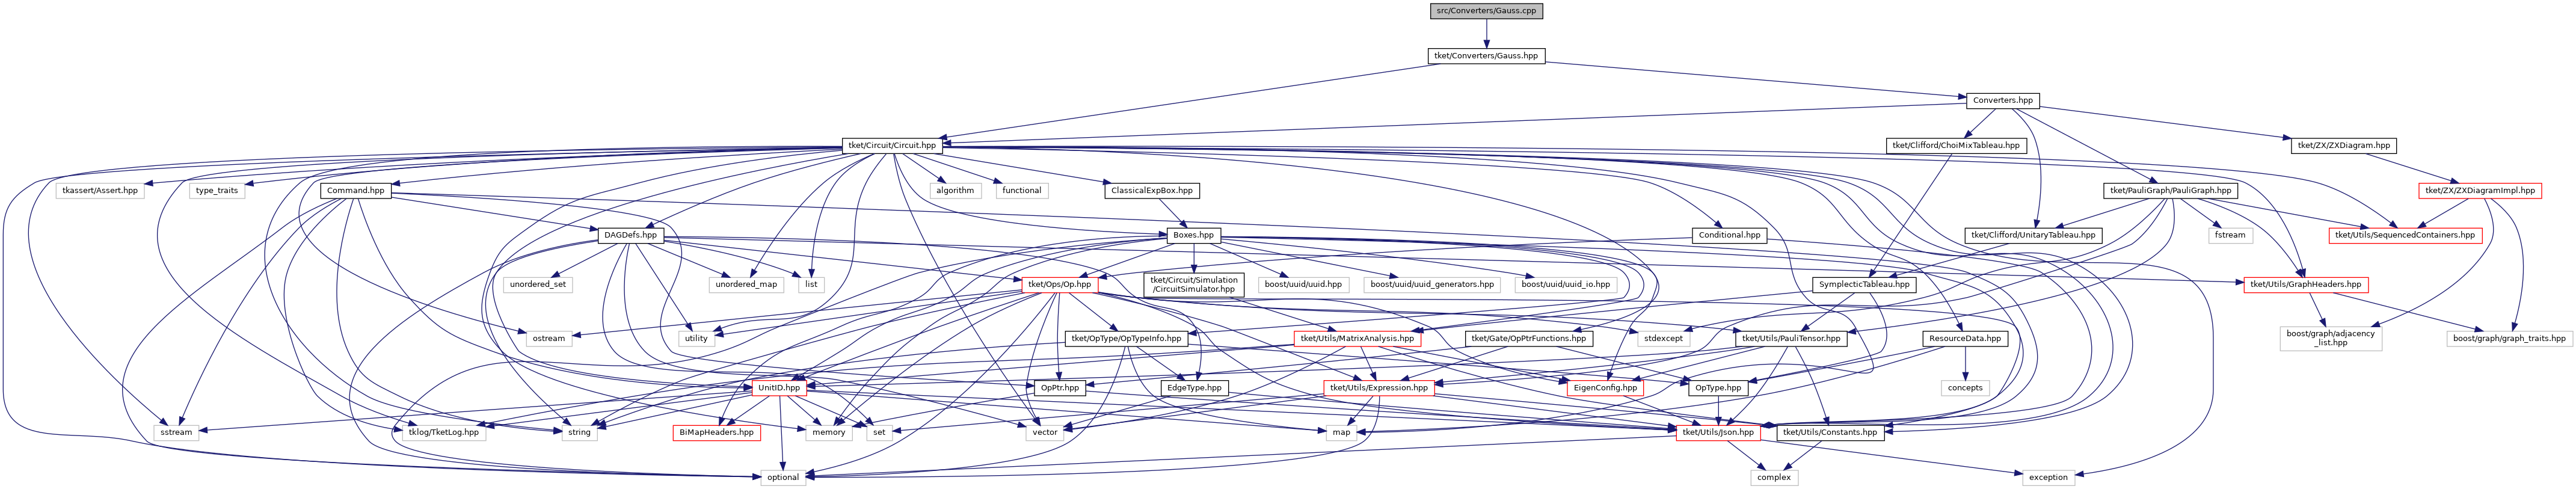 src/Converters/Gauss.cpp
tket/Converters/Gauss.hpp
Converters.hpp
tket/Circuit/Circuit.hpp
tket/Clifford/ChoiMixTableau.hpp
tket/ZX/ZXDiagram.hpp
tkassert/Assert.hpp
type_traits
Command.hpp
algorithm
functional
ClassicalExpBox.hpp
tket/PauliGraph/PauliGraph.hpp
tket/ZX/ZXDiagramImpl.hpp
DAGDefs.hpp
Boxes.hpp
Conditional.hpp
tket/Clifford/UnitaryTableau.hpp
fstream
tket/Utils/SequencedContainers.hpp
unordered_set
unordered_map
list
tket/Ops/Op.hpp
tket/Circuit/Simulation
/CircuitSimulator.hpp
boost/uuid/uuid.hpp
boost/uuid/uuid_generators.hpp
boost/uuid/uuid_io.hpp
SymplecticTableau.hpp
tket/Utils/GraphHeaders.hpp
ostream
utility
tket/OpType/OpTypeInfo.hpp
tket/Utils/MatrixAnalysis.hpp
tket/Gate/OpPtrFunctions.hpp
stdexcept
tket/Utils/PauliTensor.hpp
ResourceData.hpp
boost/graph/adjacency
_list.hpp
boost/graph/graph_traits.hpp
UnitID.hpp
OpPtr.hpp
EdgeType.hpp
tket/Utils/Expression.hpp
EigenConfig.hpp
OpType.hpp
concepts
sstream
tklog/TketLog.hpp
string
BiMapHeaders.hpp
memory
set
vector
map
tket/Utils/Json.hpp
tket/Utils/Constants.hpp
optional
complex
exception